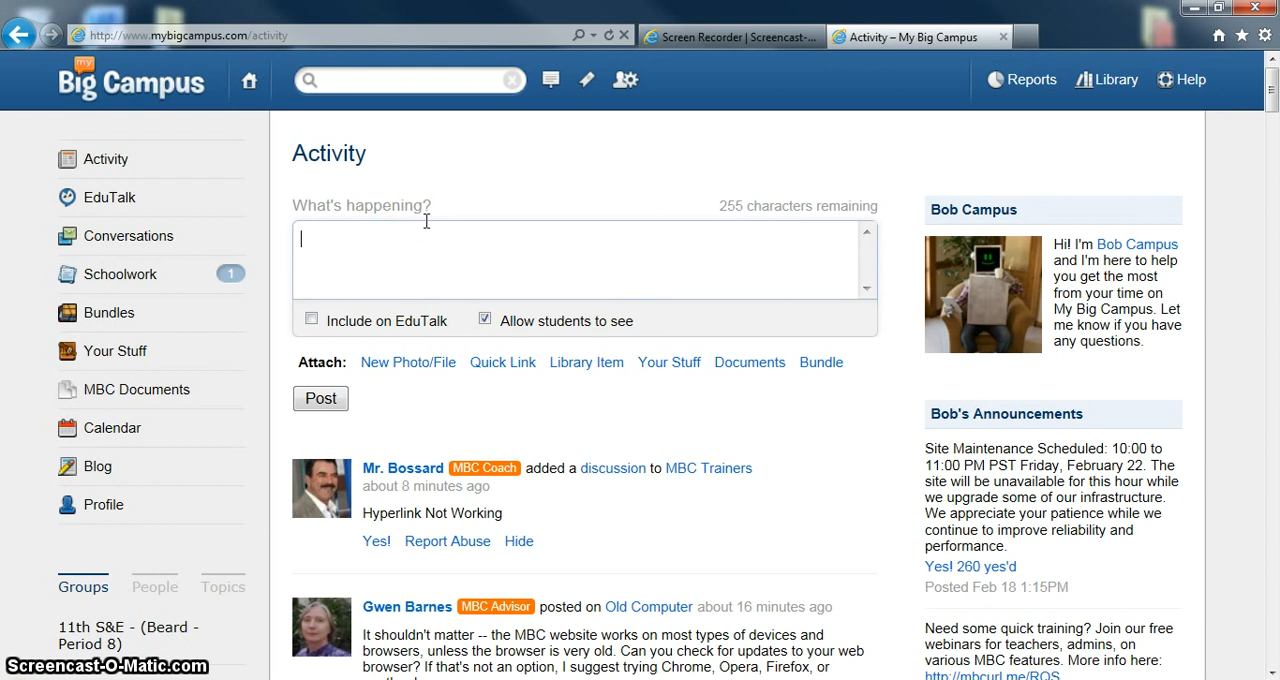 http://www.mybigcampus.com/activity
Screen Recorder | Screencast-...
Activity – My Big Campus
my
Big Campus
Reports
Library
Help
Activity
EduTalk
Conversations
Schoolwork 1
Bundles
Your Stuff
MBC Documents
Calendar
Blog
Profile
Groups People Topics
11th S&E - (Beard -
Period 8)
Activity
What's happening? 255 characters remaining
Include on EduTalk Allow students to see
Attach: New Photo/File Quick Link Library Item Your Stuff Documents Bundle
Post
Mr. Bossard MBC Coach added a discussion to MBC Trainers
about 8 minutes ago
Hyperlink Not Working
Yes! Report Abuse Hide
Gwen Barnes MBC Advisor posted on Old Computer about 16 minutes ago
It shouldn't matter -- the MBC website works on most types of devices and
browsers, unless the browser is very old. Can you check for updates to your web
browser? If that's not an option, I suggest trying Chrome, Opera, Firefox, or
Bob Campus
Hi! I'm Bob Campus
and I'm here to help
you get the most
from your time on
My Big Campus. Let
me know if you have
any questions.
Bob's Announcements
Site Maintenance Scheduled: 10:00 to
11:00 PM PST Friday, February 22. The
site will be unavailable for this hour while
we upgrade some of our infrastructure.
We appreciate your patience while we
continue to improve reliability and
performance.
Yes! 260 yes'd
Posted Feb 18 1:15PM
Need some quick training? Join our free
webinars for teachers, admins, on
various MBC features. More info here:
http://mbcurl.me/RQS
Screencast-O-Matic.com